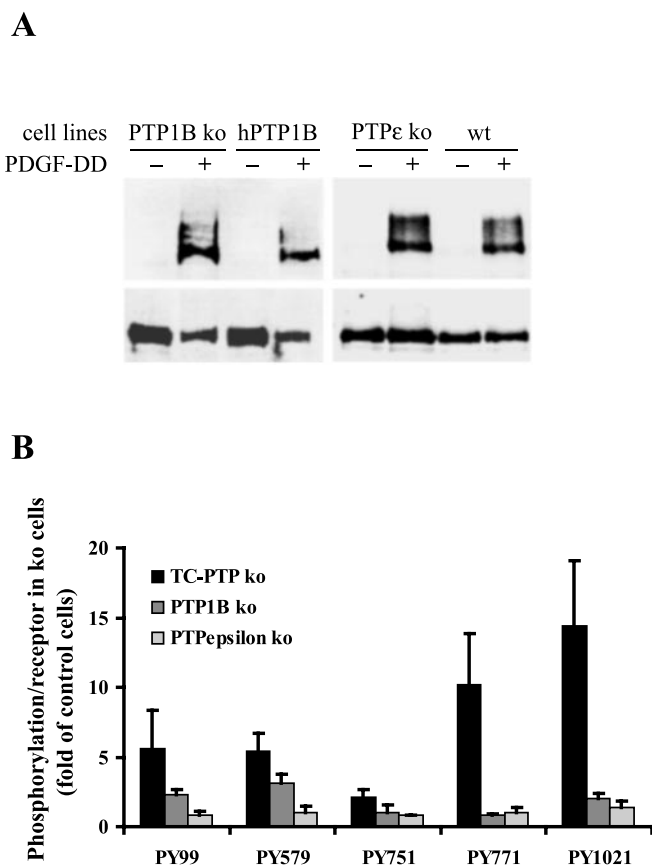 A
cell lines PTP1B ko hPTP1B PTPε ko wt
PDGF-DD – + – + – + – +
B
Phosphorylation/receptor in ko cells
(fold of control cells)
20
15
10
5
0
TC-PTP ko
PTP1B ko
PTPepsilon ko
PY99 PY579 PY751 PY771 PY1021